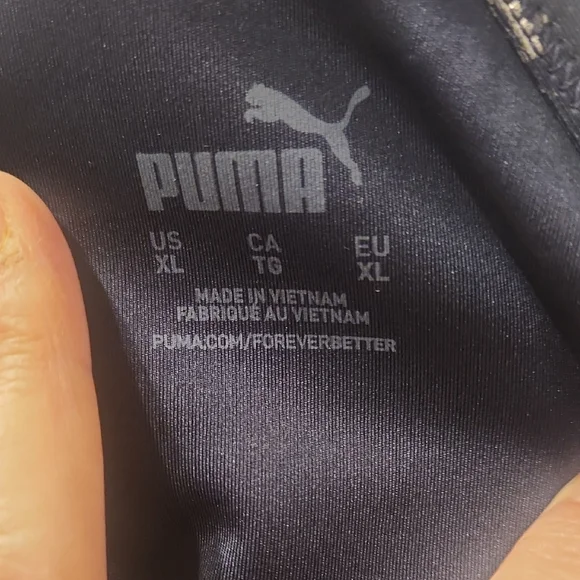 PUMA
US CA EU
XL TG XL
MADE IN VIETNAM
FABRIQUÉ AU VIETNAM
PUMA.COM/FOREVERBETTER